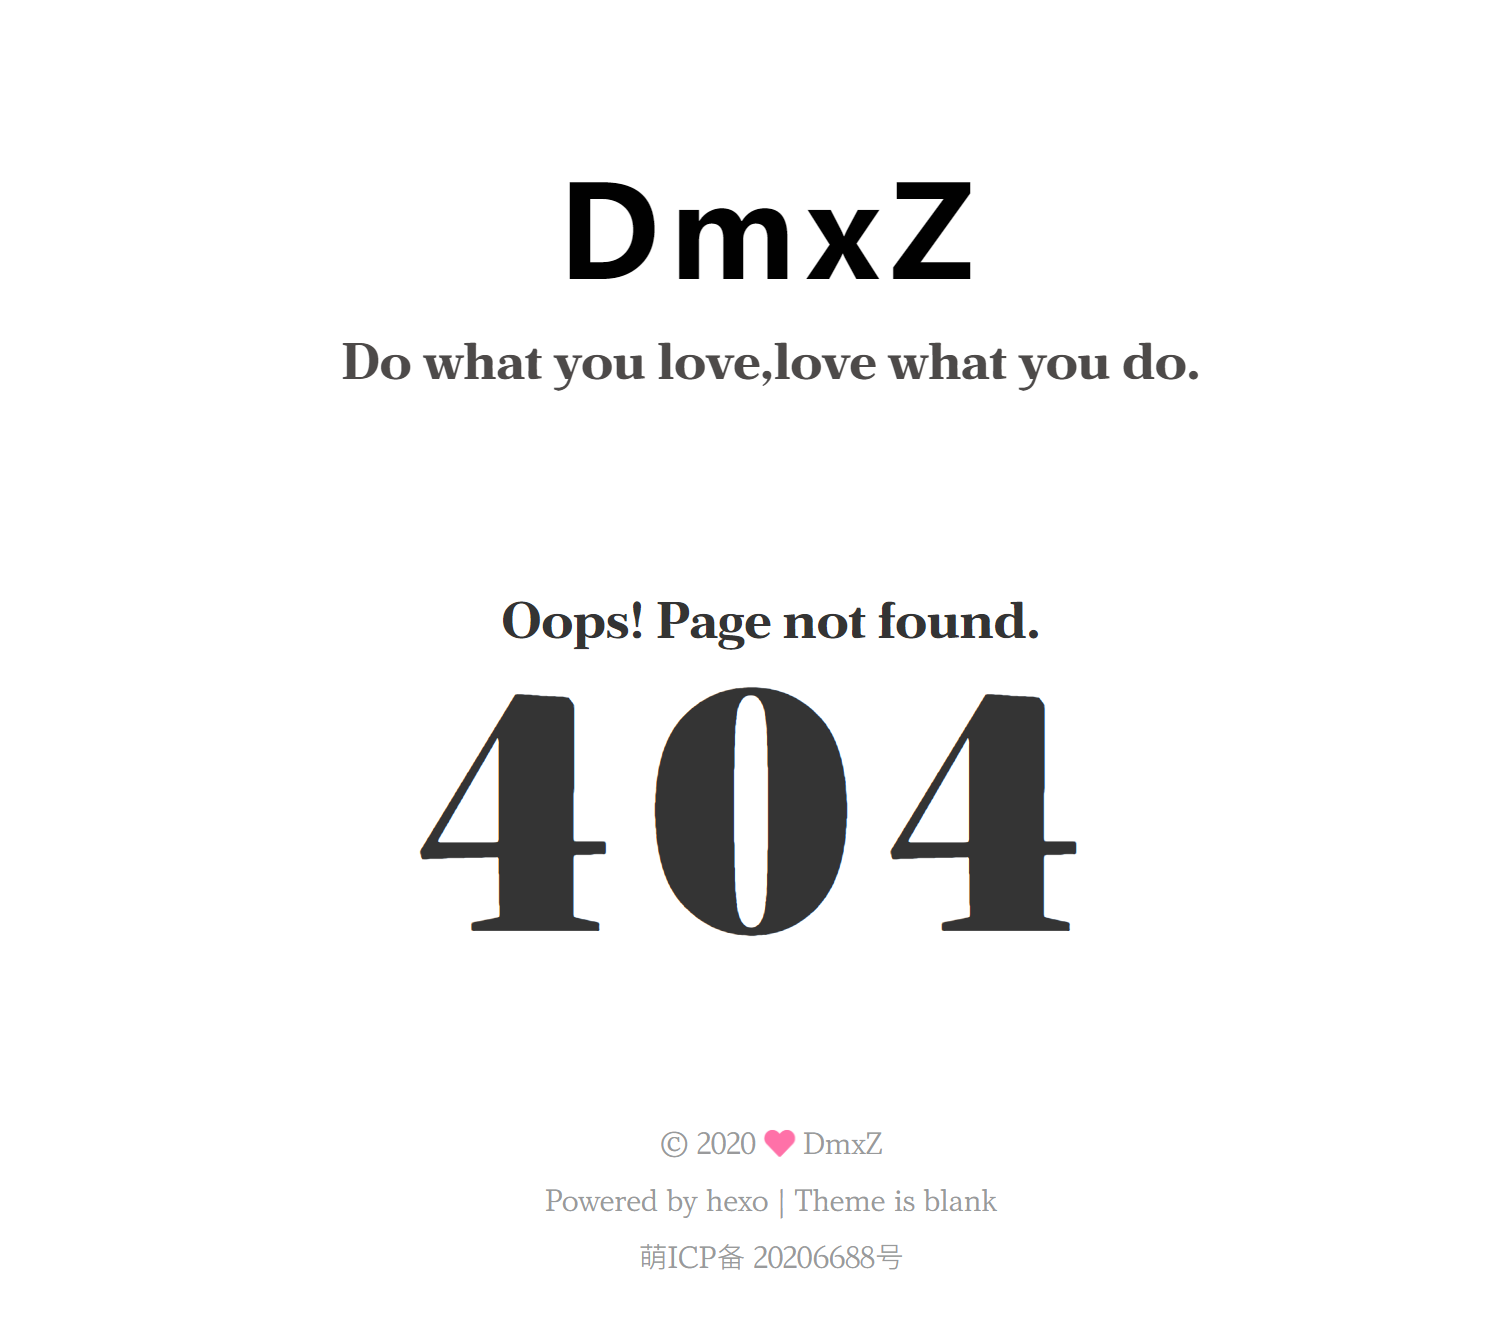 DmxZ
Do what you love,love what you do.
Oops! Page not found.
404
© 2020 ❤ DmxZ
Powered by hexo | Theme is blank
萌ICP备 20206688号